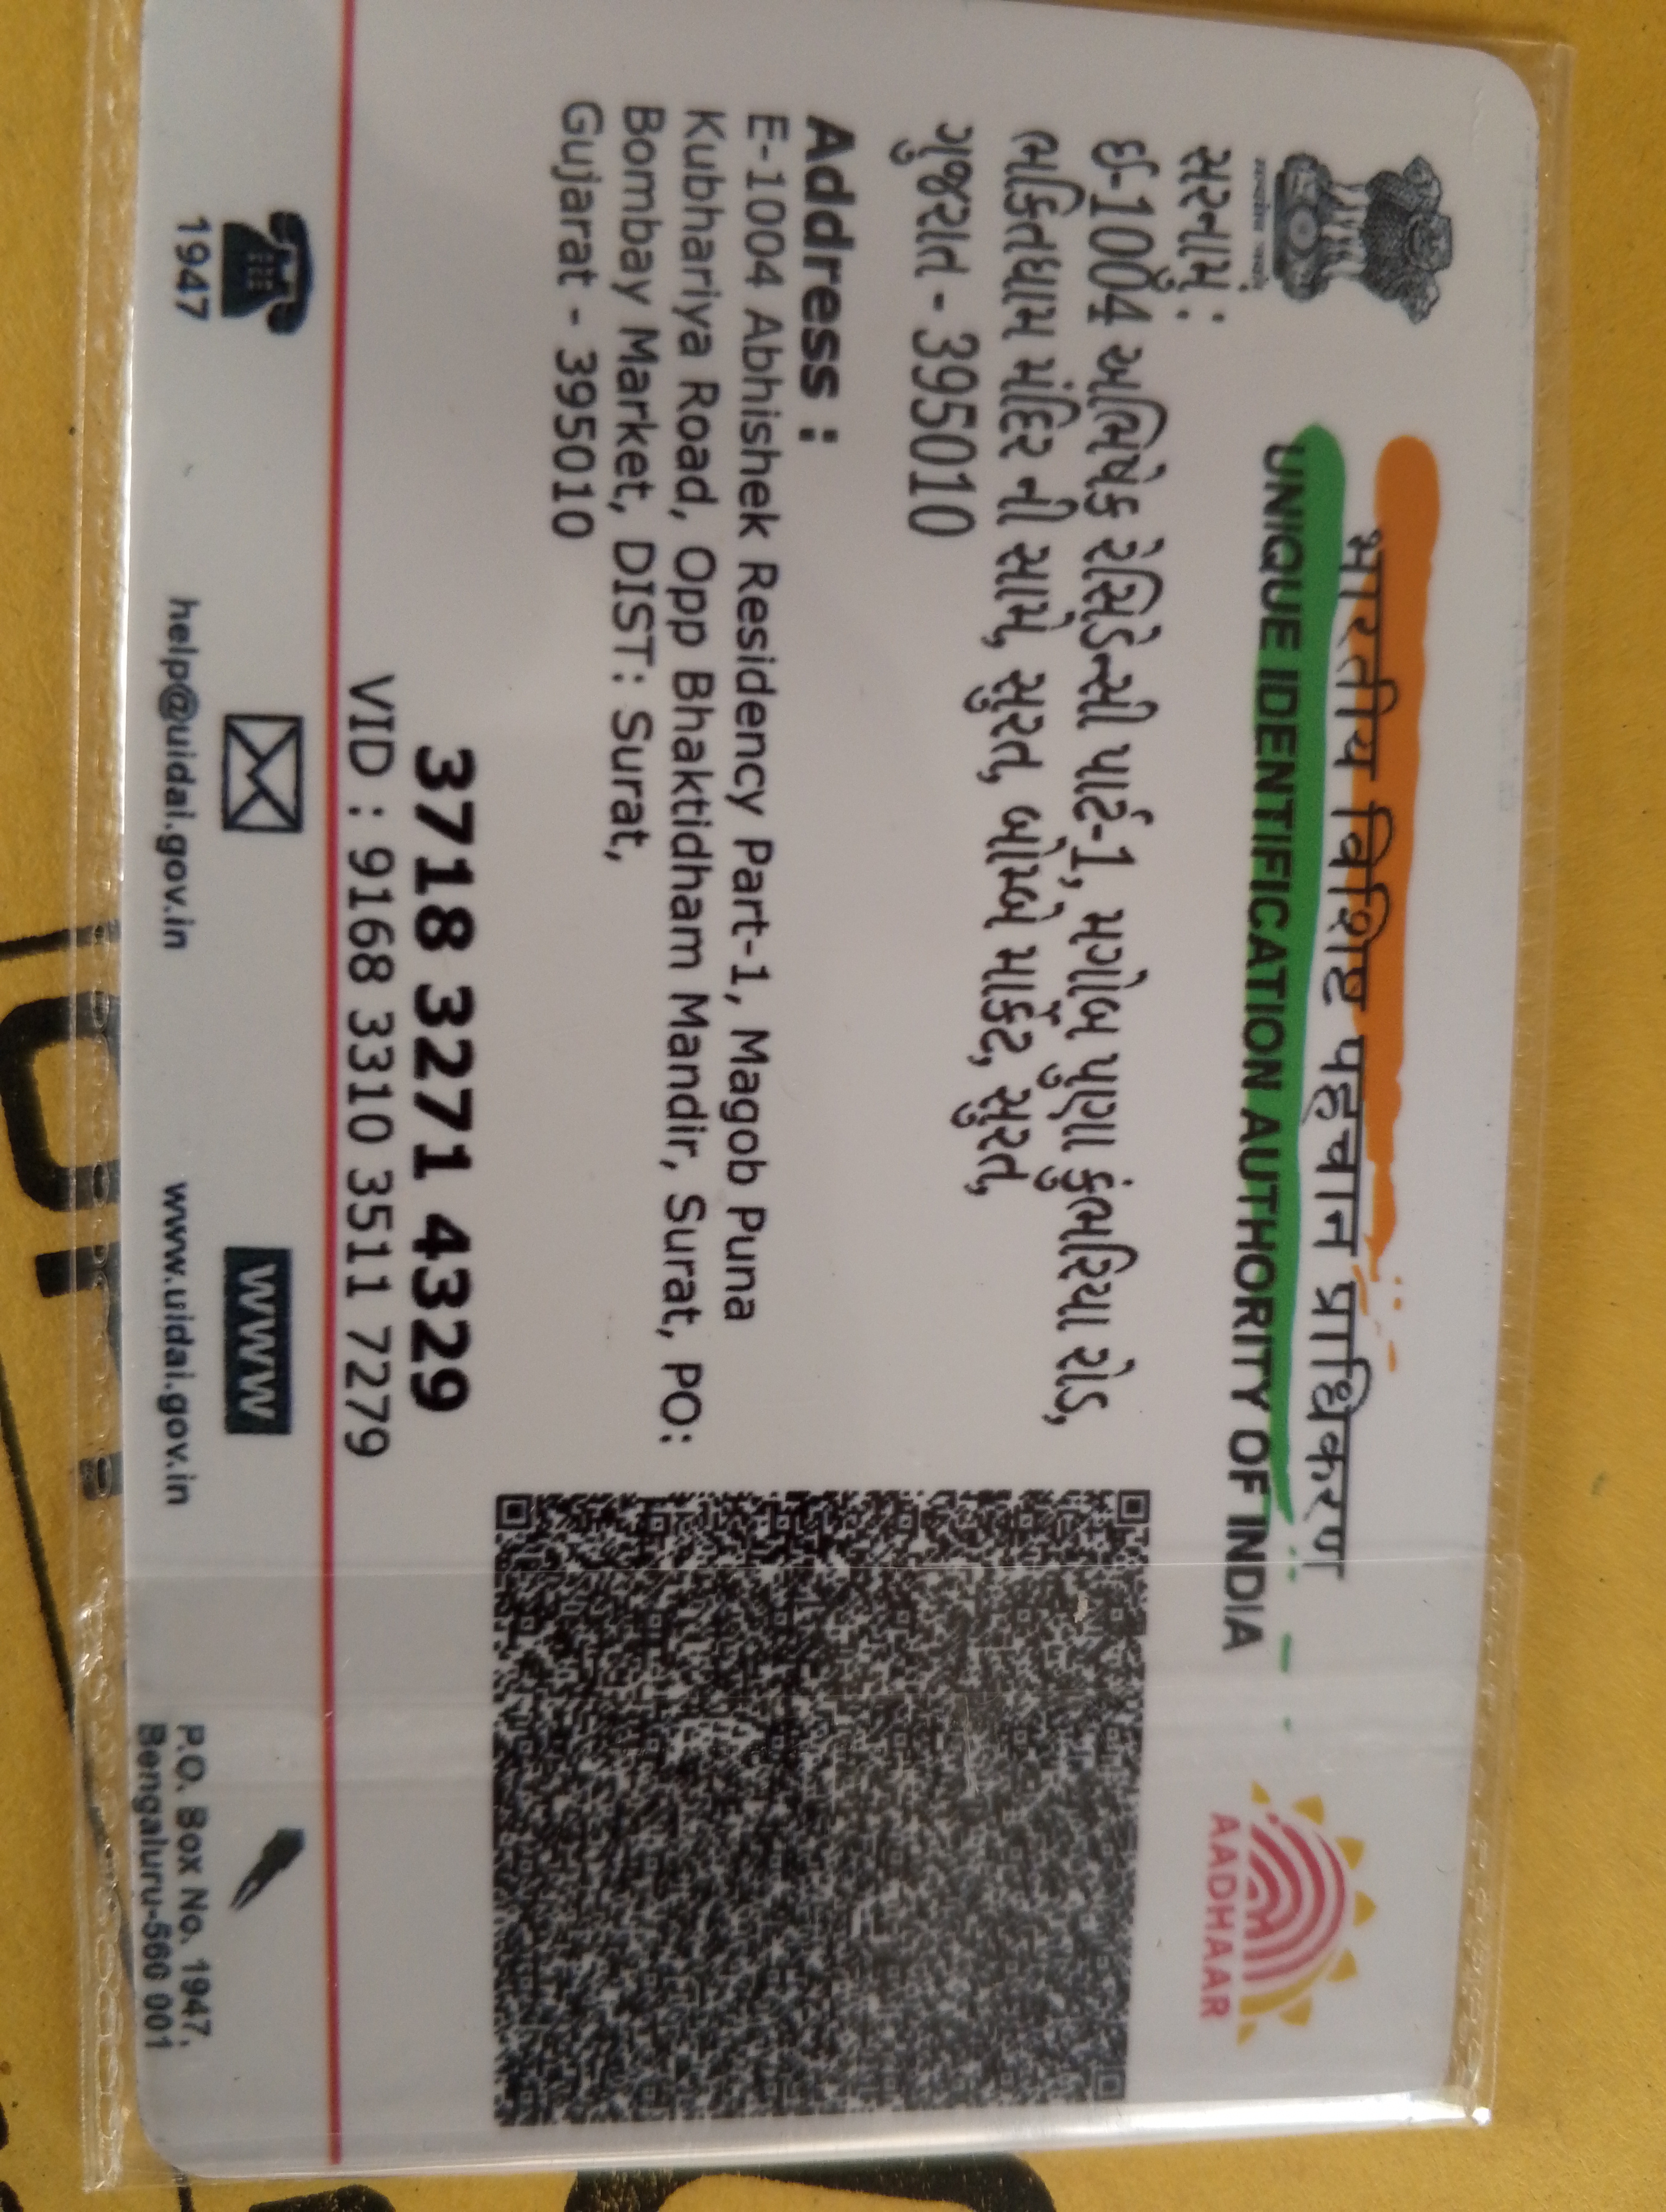 भारतीय विशिष्ट पहचान प्राधिकरण
UNIQUE IDENTIFICATION AUTHORITY OF INDIA
AADHAAR
સરનામું :
ઈ-1004 અભિષેક રેસિડેન્સી પાર્ટ-1, મગોબ પુણા કુંભારિયા રોડ,
ભક્તિધામ મંદિર ની સામે, સુરત, બોમ્બે માર્કેટ, સુરત,
ગુજરાત - 395010
Address :
E-1004 Abhishek Residency Part-1, Magob Puna
Kubhariya Road, Opp Bhaktidham Mandir, Surat, PO:
Bombay Market, DIST: Surat,
Gujarat - 395010
3718 3271 4329
VID : 9168 3310 3511 7279
1947
help@uidai.gov.in
www
www.uidai.gov.in
P.O. Box No. 1947,
Bengaluru-560 001